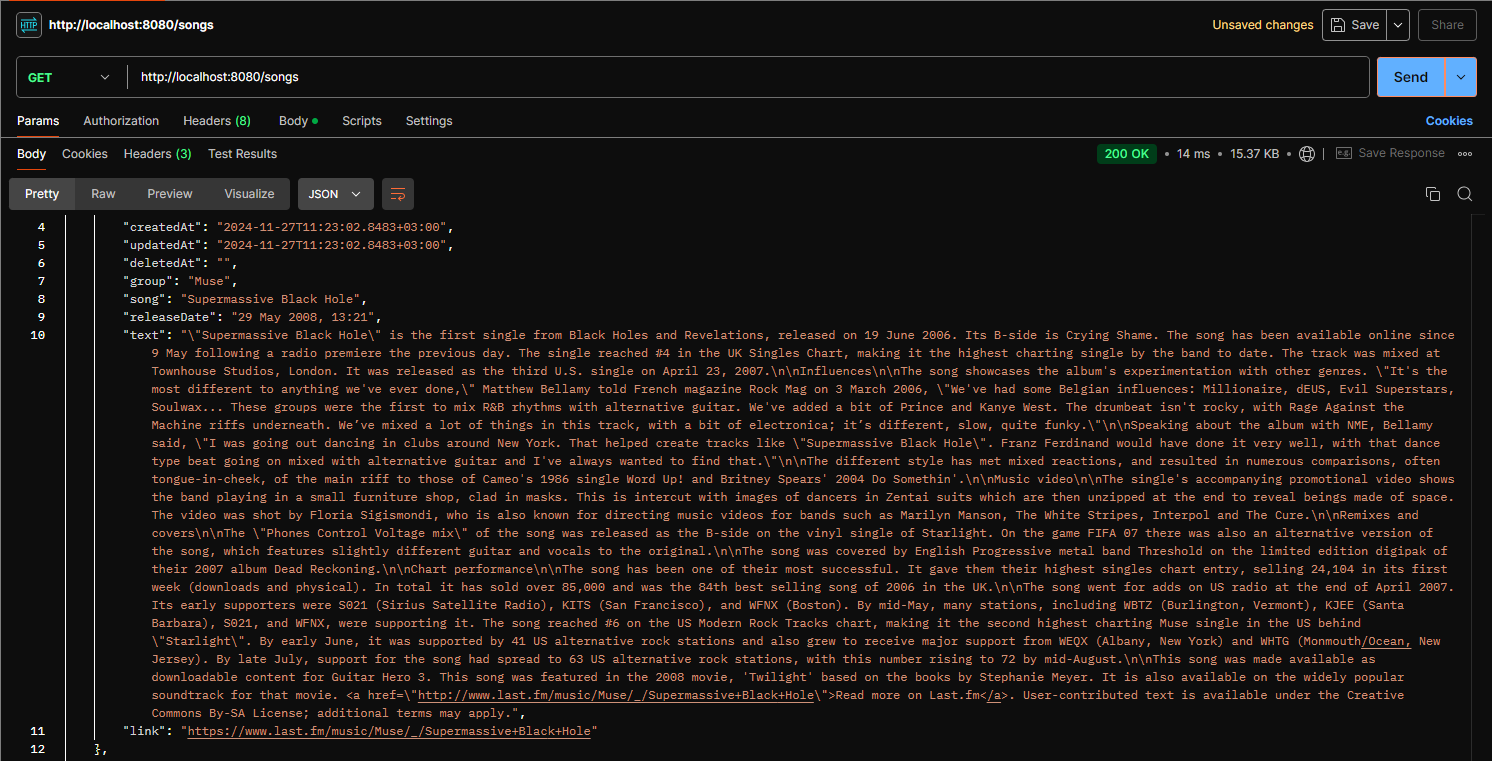 HTTP http://localhost:8080/songs Unsaved changes Save Share
GET http://localhost:8080/songs Send
Params Authorization Headers (8) Body Scripts Settings Cookies
Body Cookies Headers (3) Test Results 200 OK • 14 ms • 15.37 KB • e.g. Save Response
Pretty Raw Preview Visualize JSON
4 "createdAt": "2024-11-27T11:23:02.8483+03:00",
5 "updatedAt": "2024-11-27T11:23:02.8483+03:00",
6 "deletedAt": "",
7 "group": "Muse",
8 "song": "Supermassive Black Hole",
9 "releaseDate": "29 May 2008, 13:21",
10 "text": "\"Supermassive Black Hole\" is the first single from Black Holes and Revelations, released on 19 June 2006. Its B-side is Crying Shame. The song has been available online since
9 May following a radio premiere the previous day. The single reached #4 in the UK Singles Chart, making it the highest charting single by the band to date. The track was mixed at
Townhouse Studios, London. It was released as the third U.S. single on April 23, 2007.\n\nInfluences\n\nThe song showcases the album's experimentation with other genres. \"It's the
most different to anything we've ever done,\" Matthew Bellamy told French magazine Rock Mag on 3 March 2006, \"We've had some Belgian influences: Millionaire, dEUS, Evil Superstars,
Soulwax... These groups were the first to mix R&B rhythms with alternative guitar. We've added a bit of Prince and Kanye West. The drumbeat isn't rocky, with Rage Against the
Machine riffs underneath. We’ve mixed a lot of things in this track, with a bit of electronica; it’s different, slow, quite funky.\"\n\nSpeaking about the album with NME, Bellamy
said, \"I was going out dancing in clubs around New York. That helped create tracks like \"Supermassive Black Hole\". Franz Ferdinand would have done it very well, with that dance
type beat going on mixed with alternative guitar and I've always wanted to find that.\"\n\nThe different style has met mixed reactions, and resulted in numerous comparisons, often
tongue-in-cheek, of the main riff to those of Cameo's 1986 single Word Up! and Britney Spears' 2004 Do Somethin'.\n\nMusic video\n\nThe single's accompanying promotional video shows
the band playing in a small furniture shop, clad in masks. This is intercut with images of dancers in Zentai suits which are then unzipped at the end to reveal beings made of space.
The video was shot by Floria Sigismondi, who is also known for directing music videos for bands such as Marilyn Manson, The White Stripes, Interpol and The Cure.\n\nRemixes and
covers\n\nThe \"Phones Control Voltage mix\" of the song was released as the B-side on the vinyl single of Starlight. On the game FIFA 07 there was also an alternative version of
the song, which features slightly different guitar and vocals to the original.\n\nThe song was covered by English Progressive metal band Threshold on the limited edition digipak of
their 2007 album Dead Reckoning.\n\nChart performance\n\nThe song has been one of their most successful. It gave them their highest singles chart entry, selling 24,104 in its first
week (downloads and physical). In total it has sold over 85,000 and was the 84th best selling song of 2006 in the UK.\n\nThe song went for adds on US radio at the end of April 2007.
Its early supporters were S021 (Sirius Satellite Radio), KITS (San Francisco), and WFNX (Boston). By mid-May, many stations, including WBTZ (Burlington, Vermont), KJEE (Santa
Barbara), S021, and WFNX, were supporting it. The song reached #6 on the US Modern Rock Tracks chart, making it the second highest charting Muse single in the US behind
\"Starlight\". By early June, it was supported by 41 US alternative rock stations and also grew to receive major support from WEQX (Albany, New York) and WHTG (Monmouth/Ocean, New
Jersey). By late July, support for the song had spread to 63 US alternative rock stations, with this number rising to 72 by mid-August.\n\nThis song was made available as
downloadable content for Guitar Hero 3. This song was featured in the 2008 movie, 'Twilight' based on the books by Stephanie Meyer. It is also available on the widely popular
soundtrack for that movie. <a href=\"http://www.last.fm/music/Muse/_/Supermassive+Black+Hole\">Read more on Last.fm</a>. User-contributed text is available under the Creative
Commons By-SA License; additional terms may apply.",
11 "link": "https://www.last.fm/music/Muse/_/Supermassive+Black+Hole"
12 },